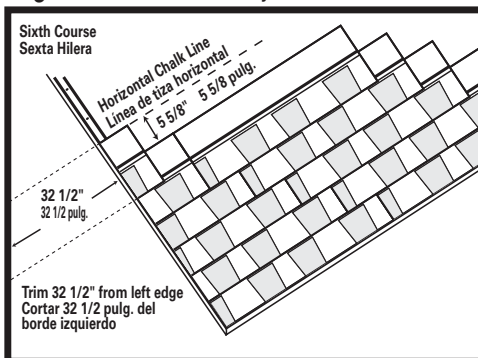 Sixth Course
Sexta Hilera
Horizontal Chalk Line
Linea de tiza horizontal
5 5/8" 5 5/8 pulg.
32 1/2"
32 1/2 pulg.
Trim 32 1/2" from left edge
Cortar 32 1/2 pulg. del
borde izquierdo